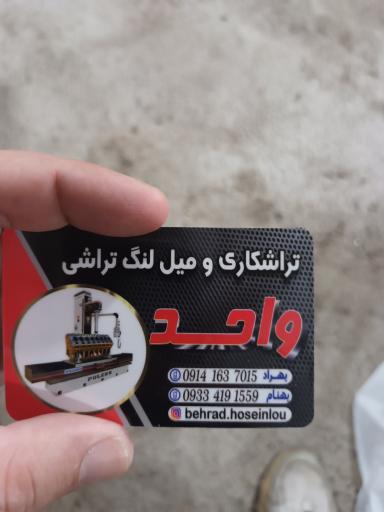 تراشکاری و میل لنگ تراشی
واحد
بهراد 0914 163 7015
بهنام 0933 419 1559
behrad.hoseinlou